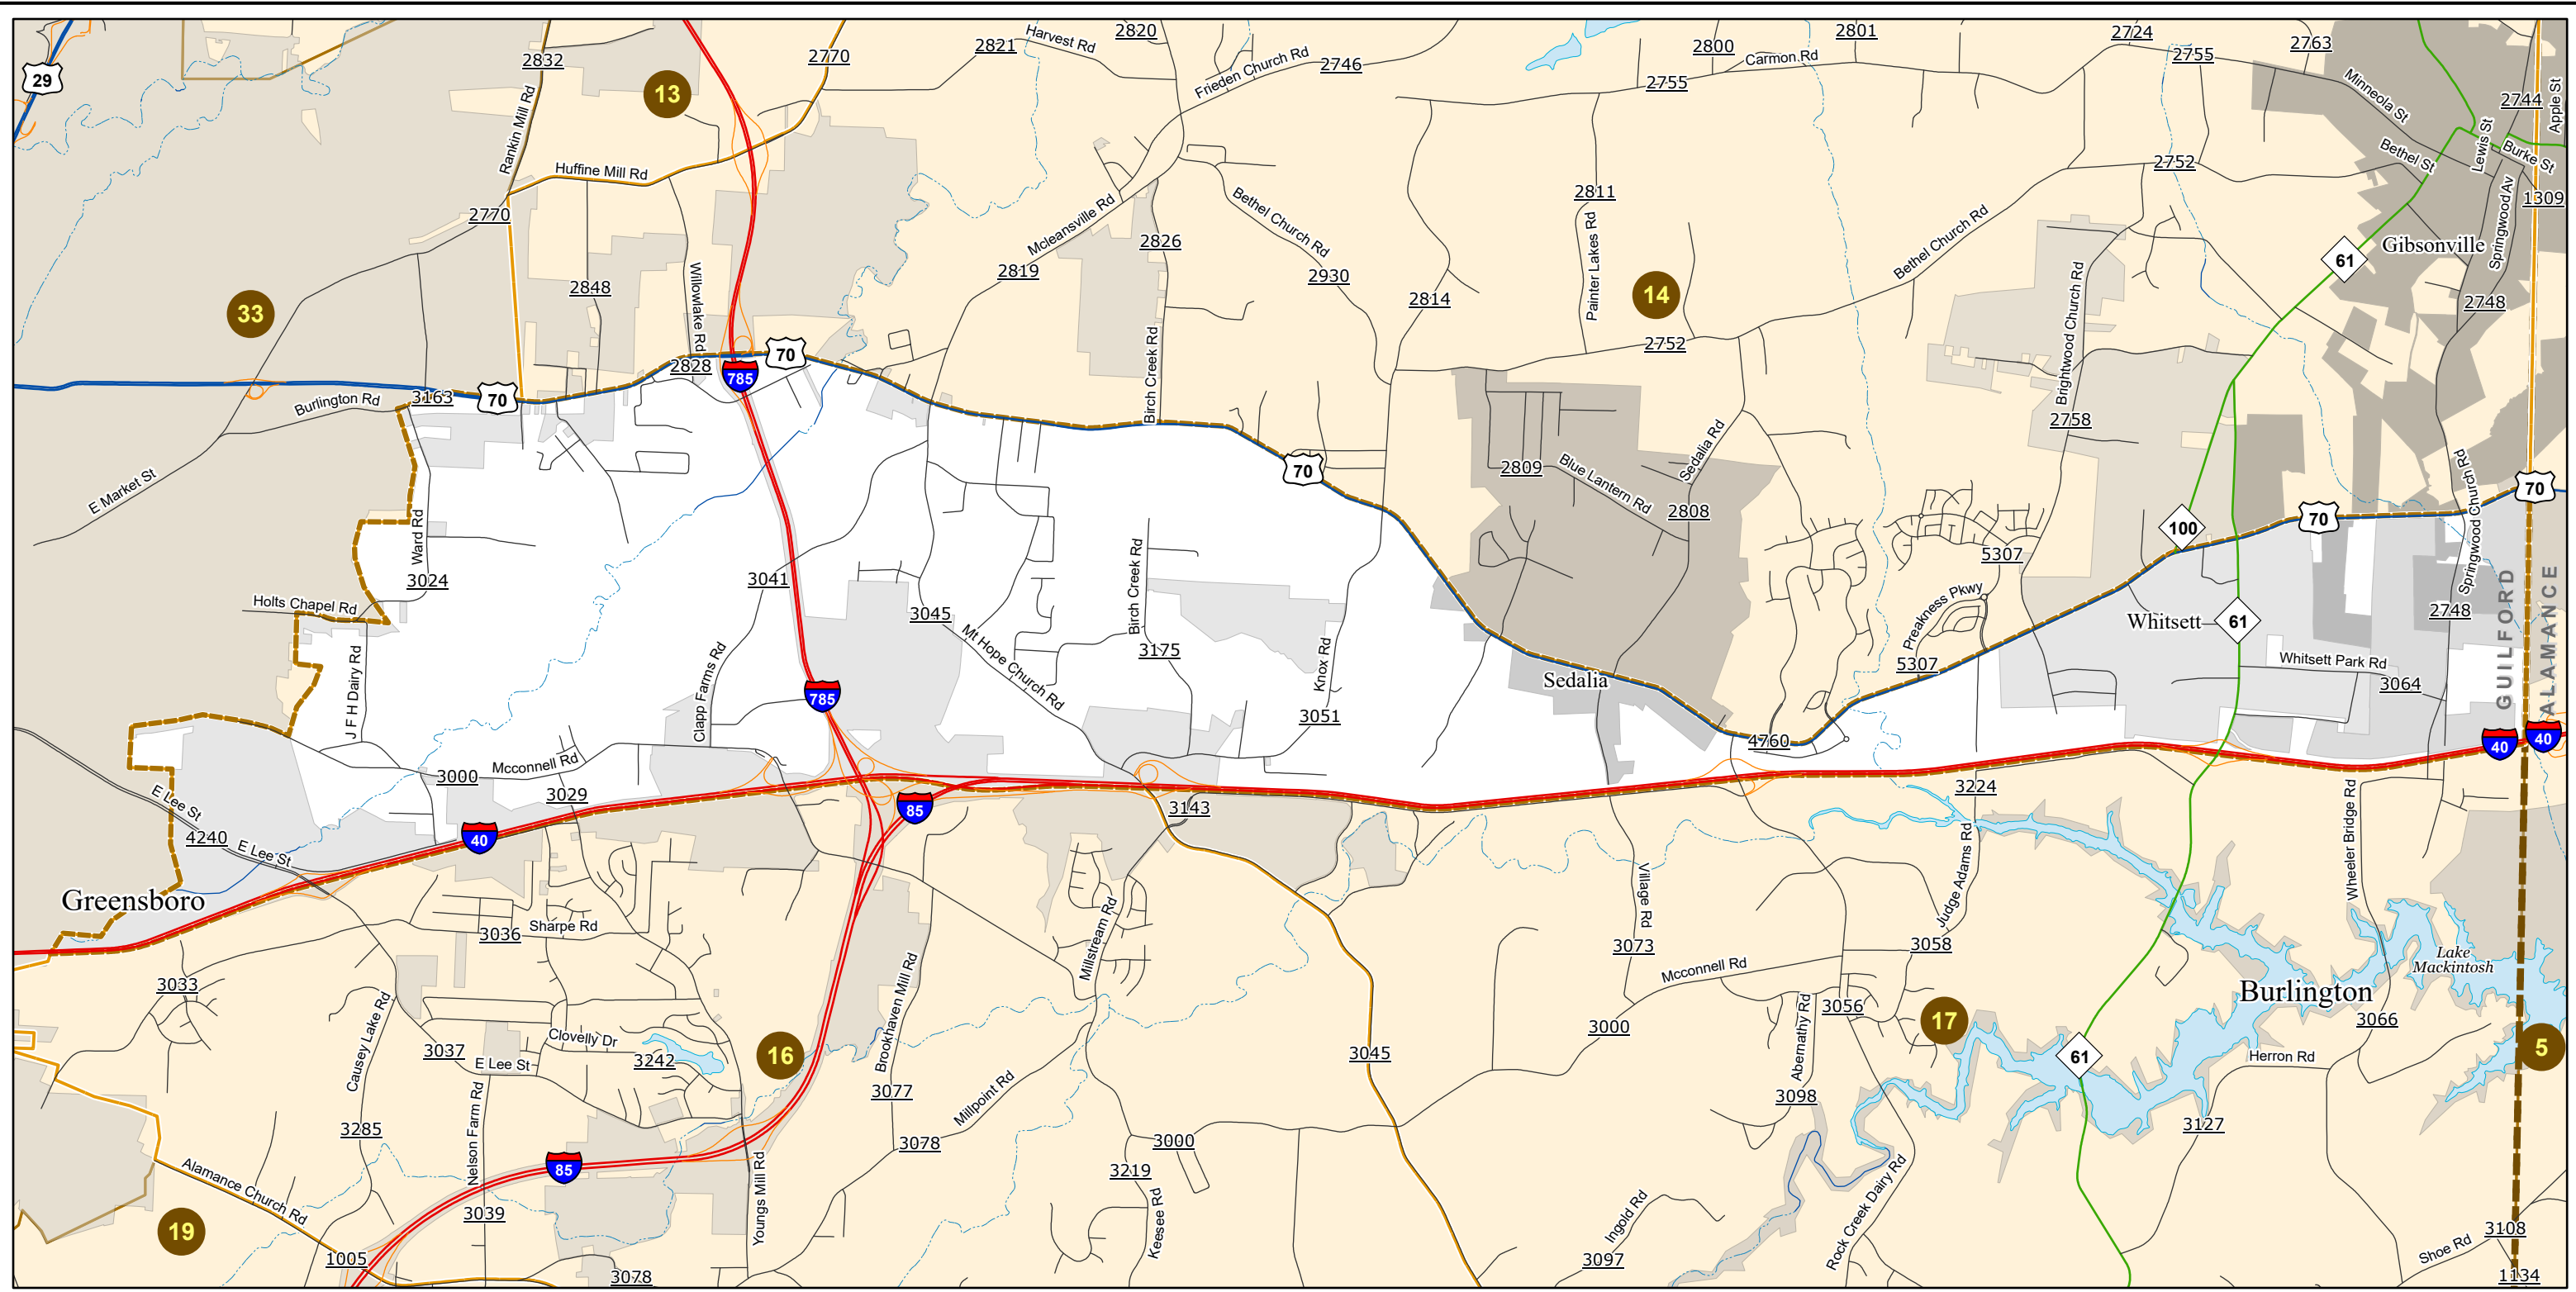 2820
2801
2724
2821
Harvest Rd
2763
2832
2770
2800
Carmon Rd
2755
29
Frieden Church Rd
2746
2755
Minneola St
2744
Apple St
13
Rankin Mill Rd
Lewis St
Burke St
Bethel St
2752
Huffine Mill Rd
2811
1309
2770
Mcleansville Rd
Bethel Church Rd
Painter Lakes Rd
Bethel Church Rd
Springwood Av
2826
Gibsonville
61
2819
2930
2848
Willowlake Rd
2814
14
2748
33
Brightwood Church Rd
2752
70
2828
785
Birch Creek Rd
3163
70
Burlington Rd
2758
Sedalia Rd
70
2809
Blue Lantern Rd
E Market St
Springwood Church Rd
70
2808
70
100
Ward Rd
5307
3041
3024
Birch Creek Rd
Holts Chapel Rd
3045
Preakness Pkwy
GUILFORD
ALAMANCE
2748
Whitsett
61
Mt Hope Church Rd
3175
Knox Rd
5307
Whitsett Park Rd
J F H Dairy Rd
Clapp Farms Rd
785
Sedalia
3064
3051
4760
40
40
3000
Mcconnell Rd
3029
3224
E Lee St
3143
85
4240
E Lee St
40
Wheeler Bridge Rd
Village Rd
Judge Adams Rd
Greensboro
3036
Sharpe Rd
Millstream Rd
3073
3058
Lake
Mackintosh
3033
Brookhaven Mill Rd
Mcconnell Rd
Burlington
Causey Lake Rd
Abernathy Rd
3056
17
3066
3000
3037
Clovelly Dr
E Lee St
3242
16
3045
61
Herron Rd
5
3077
Millpoint Rd
3098
Nelson Farm Rd
3285
3078
3000
3127
3219
85
Alamance Church Rd
Youngs Mill Rd
Keesee Rd
Ingold Rd
Rock Creek Dairy Rd
3039
19
3108
Shoe Rd
1005
3097
3078
1134